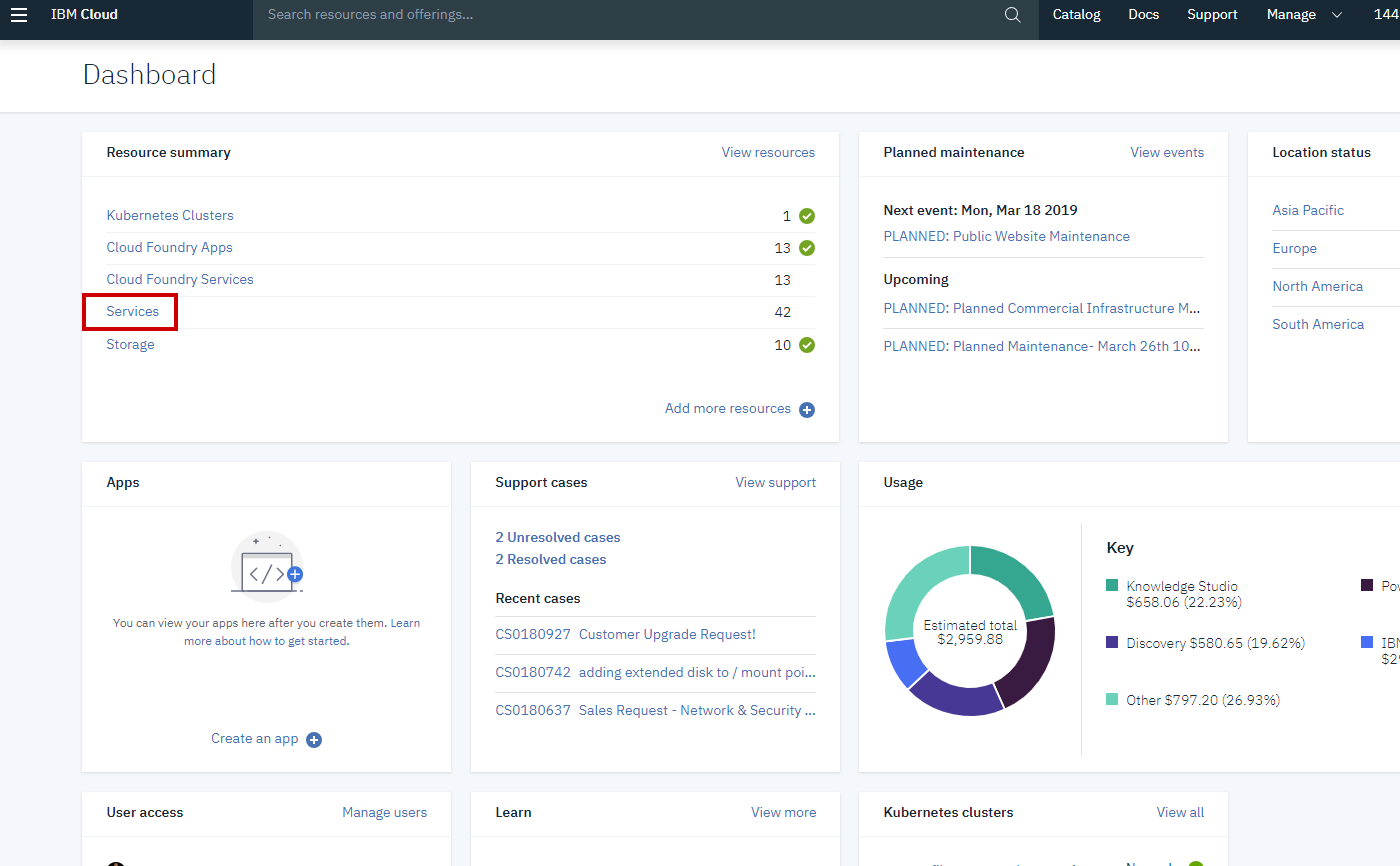 IBM Cloud
Search resources and offerings...
Catalog Docs Support Manage 144
Dashboard
Resource summary View resources
Kubernetes Clusters 1
Cloud Foundry Apps 13
Cloud Foundry Services 13
Services 42
Storage 10
Add more resources
Planned maintenance View events
Next event: Mon, Mar 18 2019
PLANNED: Public Website Maintenance
Upcoming
PLANNED: Planned Commercial Infrastructure M...
PLANNED: Planned Maintenance- March 26th 10...
Location status
Asia Pacific
Europe
North America
South America
Apps
</>
You can view your apps here after you create them. Learn
more about how to get started.
Create an app
Support cases View support
2 Unresolved cases
2 Resolved cases
Recent cases
CS0180927 Customer Upgrade Request!
CS0180742 adding extended disk to / mount poi...
CS0180637 Sales Request - Network & Security ...
Usage
Estimated total
$2,959.88
Key
Knowledge Studio
$658.06 (22.23%)
Discovery $580.65 (19.62%)
Other $797.20 (26.93%)
User access Manage users
Learn View more
Kubernetes clusters View all